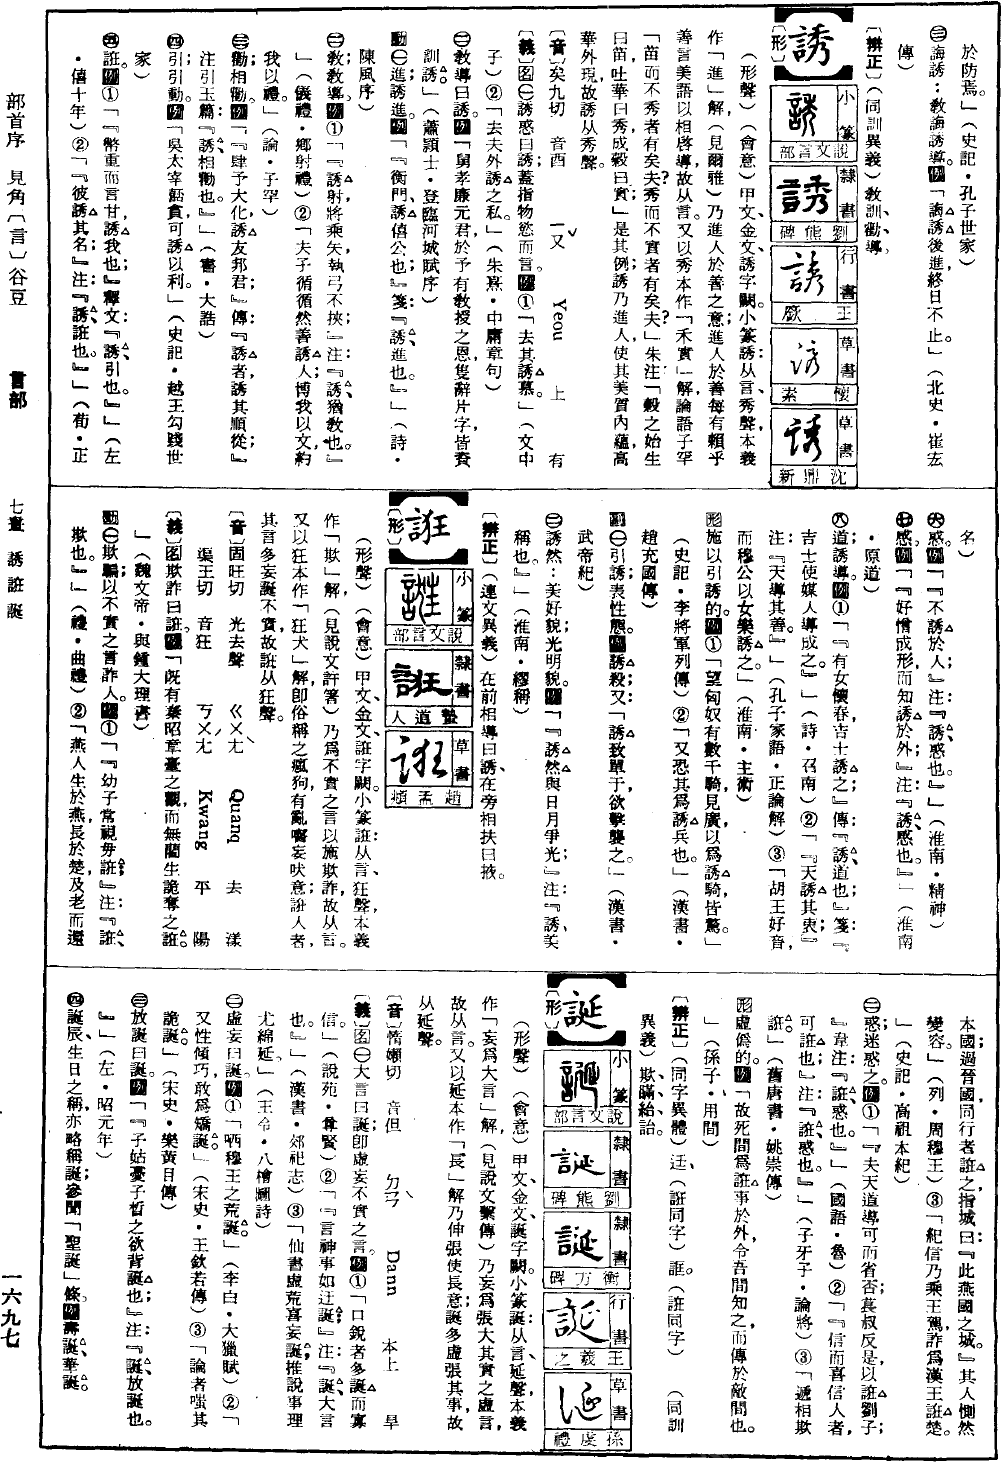 部首序　見角〔言〕谷豆　言部　七畫　誘誑誕　一六九七
於防焉。」（史記・孔子世家）
㊂誨誘：教誨誘導。例「誨誘後進，終日不止。」（北史・崔宏
傳）
〔辨正〕（同訓異義）教訓、勸導。
誘
〔形〕
小篆　說文言部
隸書　劉熊碑
行書　王廙
草書　懷素
草書　沈鼎新
（形聲）（會意）甲文、金文誘字闕。小篆誘：从言，秀聲，本義
作「進」解（見爾雅）乃進人於善之意；進人於善每有賴乎
善言美語以相啓導，故从言。又以秀本作「禾實」解，論語子罕
「苗而不秀者有矣夫？秀而不實者有矣夫？」朱注「穀之始生
曰苗，吐華曰秀，成穀曰實」是其例；誘乃進人使其美質內蘊，高
華外現，故誘从秀聲。
〔音〕矣九切　音酉　ㄧㄡˇ　Yeou　上　有
〔義〕名㊀誘惑曰誘；蓋指物慾而言。例①「去其誘慕。」（文中
子）②「去夫外誘之私。」（朱熹・中庸章句）
㊁教導曰誘。例「舅孝廉元君於予有教授之恩，隻辭片字，皆資
訓誘。」（蕭穎士・登臨河城賦序）
動㊀進；誘進。例「『衡門，誘僖公也。』箋：『誘，進也。』」（詩・
陳風序）
㊁教；教導。例①「『誘射，將乘矢，執弓不挾；』注：『誘，猶教也。』
」（儀禮・鄉射禮）②「夫子循循然善誘人，博我以文，約
我以禮。」（論・子罕）
㊂勸；相勸。例「『肆予大化誘友邦君；』傳：『誘者，誘其順從；』
注引玉篇：『誘，相勸也。』」（書・大誥）
㊃引；引動。例「吳太宰嚭貪，可誘以利。」（史記・越王勾踐世
家）
㊄誑。例①「『幣重而言甘，誘我也。』釋文『誘，引也。』」（左
・僖十年）②「『彼誘其名；』注：『誘，誑也。』」（荀・正
名）
㊅惑。例「『不誘於人；』注：『誘，惑也。』」（淮南・精神）
㊆感。例「『好憎成形，而知誘於外；』注：『誘，感也。』」（淮南
・原道）
㊇道；誘導。例①「『有女懷春，吉士誘之；』傳：『誘，道也；』箋：『
吉士使媒人導成之。』」（詩・召南）②「『天誘其衷；』
注：『天導其善。』」（孔子家語・正論解）③「胡王好音，
而穆公以女樂誘之。」（淮南・主術）
形施以引誘的。例①「望匈奴有數千騎，見廣，以為誘騎，皆驚」
（史記・李將軍列傳）②「又恐其為誘兵也。」（漢書・
趙充國傳）
副㊀引誘；表性態。例誘殺；又：「誘致單于，欲擊襲之。」（漢書・
武帝紀）
㊁誘然：美好貌；光明貌。例「『誘然與日月爭光；』注：『誘，美
稱也。』」（淮南・繆稱）
〔辨正〕（連文異義）在前相導曰誘，在旁相扶曰掖。
誑
〔形〕
小篆　說文言部
隸書　蟄道人
草書　趙孟頫
（形聲）（會意）甲文、金文誑字闕。小篆誑：从言，狂聲，本義
作「欺」解（見說文許箸）乃為不實之言以施欺詐，故从言。
又以狂本作「狂犬」解，即俗稱之瘋狗，有亂嚙妄吠意；誑人者，
其言多妄誕不實，故誑从狂聲。
〔音〕固旺切　光去聲　ㄍㄨㄤˋ　Quanq　去　漾
渠王切　音狂　ㄎㄨㄤˊ　Kwang　平　陽
〔義〕名欺詐曰誑。例「旣有秦昭章臺之觀，而無藺生詭奪之誑。
」（魏文帝・與鍾大理書）
動㊀欺騙；以不實之言詐人。例①「『幼子常視毋誑；』注：『誑，
欺也。』」（禮・曲禮）②「燕人生於燕，長於楚，及老而還
本國，過晉國，同行者誑之，指城曰：『此燕國之城。』其人愀然
變容。」（列・周穆王）③「紀信乃乘王駕，詐為漢王誑楚。
」（史記・高祖本紀）
㊁惑；迷惑之。例①「『夫天道導可而省否，萇叔反是，以誑劉子；
』韋注：『誑，惑也。』」（國語・魯）②「『信而喜信人者，
可誑也；』注：『誑，惑也。』」（子牙子・論將）③「遞相欺
誑。」（舊唐書・姚崇傳）
形虛僞的。例「故死間為誑事於外，令吾間知之，而傳於敵間也。
」（孫子・用間）
〔辨正〕（同字異體）迋、（誑同字）誆。（誑同字）　（同訓
異義）欺、瞞、紿、詒。
誕
〔形〕
小篆　說文言部
隸書　劉熊碑
隸書　衡方碑
行書　王羲之
草書　孫虔禮
（形聲）（會意）甲文、金文誕字闕。小篆誕：从言，延聲，本義
作「妄為大言」解（見說文繫傳）乃妄為張大其實之虛言，
故从言。又以延本作「長」解，乃伸張使長意；誕多虛張其事，故
从延聲。
〔音〕惰嬾切　音但　ㄉㄢˋ　Dann　本上　旱
〔義〕名㊀大言曰誕；即虛妄不實之言。例①「口銳者多誕而寡
信。」（說苑・尊賢）②「『言神事如迂誕；』注：『誕，大言
也。』」（漢書・郊祀志）③「仙書虛荒喜妄誕，推說事理
尤綿延。」（王令・八檜圖詩）
㊁虛妄曰誕。例①「哂穆王之荒誕。」（李白・大獵賦）②「
又性傾巧，敢為矯誕。」（宋史・王欽若傳）③「論者嗤其
詭誕。」（宋史・樂黃目傳）
㊂放誕曰誕。例「『子姑憂子晳之欲背誕也；』注：『誕，放誕也。
』」（左・昭元年）
㊃誕辰；生日之稱，亦略稱誕；參閱「聖誕」條。例壽誕、華誕。